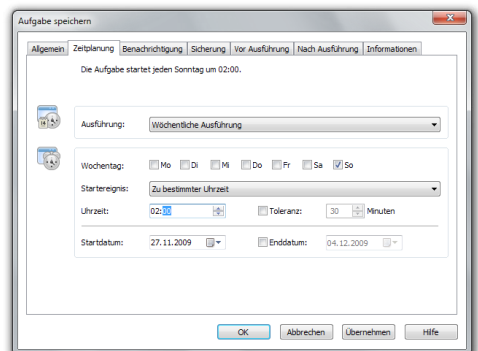 Aufgabe speichern
Allgemein Zeitplanung Benachrichtigung Sicherung Vor Ausführung Nach Ausführung Informationen
Die Aufgabe startet jeden Sonntag um 02:00.
Ausführung: Wöchentliche Ausführung
Wochentag: Mo Di Mi Do Fr Sa So
Startereignis: Zu bestimmter Uhrzeit
Uhrzeit: 02:00 Toleranz: 30 Minuten
Startdatum: 27.11.2009 Enddatum: 04.12.2009
OK Abbrechen Übernehmen Hilfe